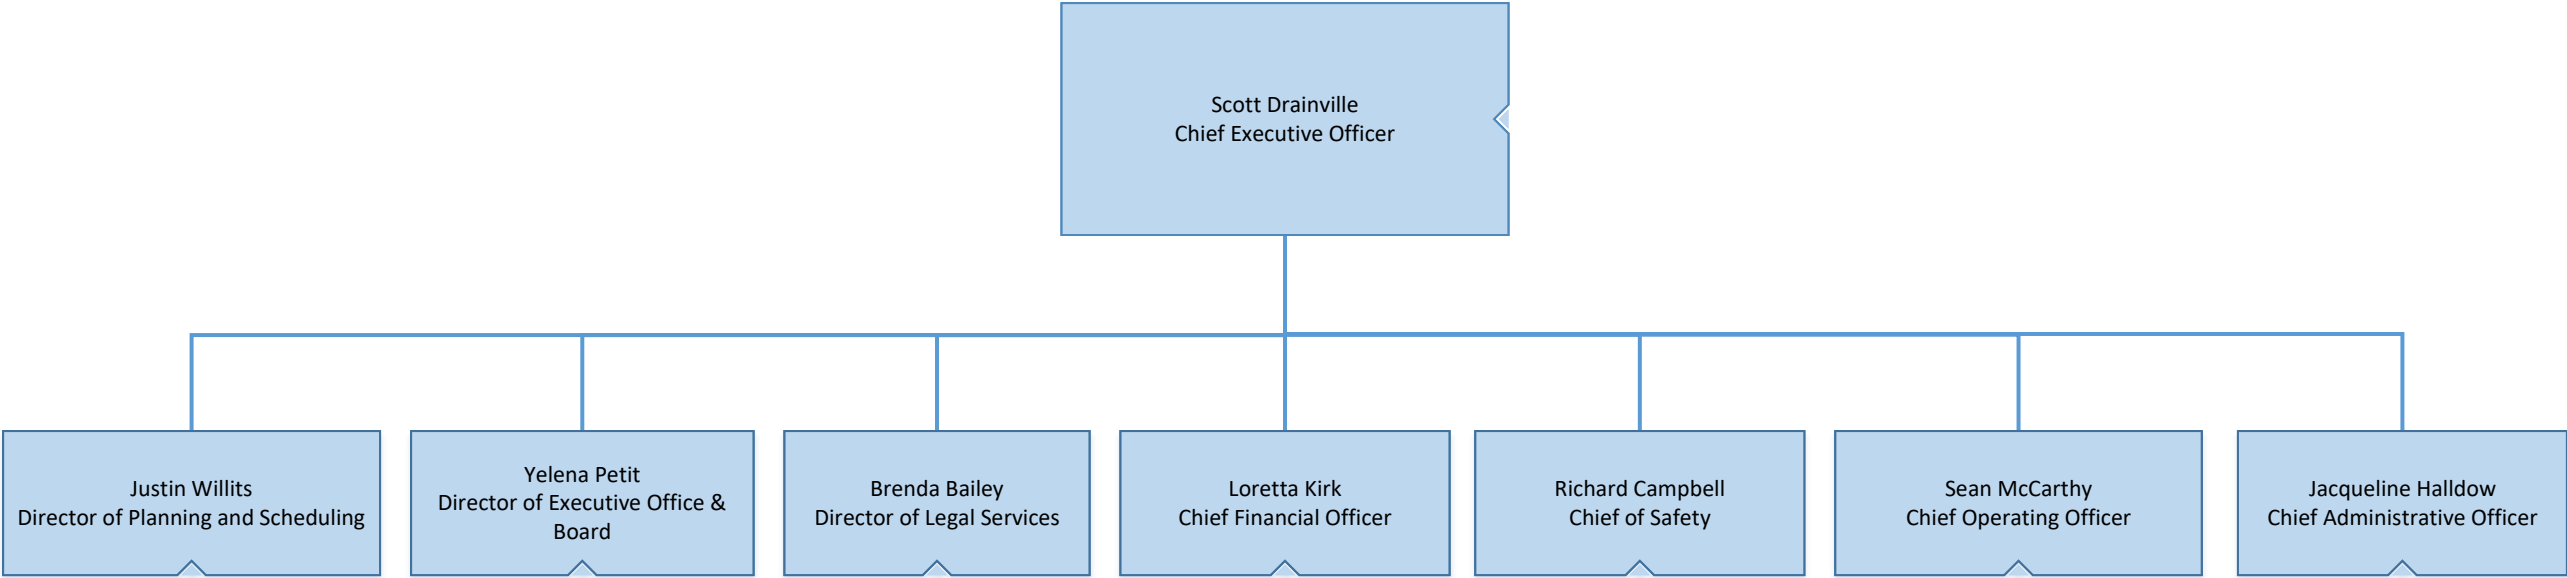 Scott Drainville
Chief Executive Officer
Justin Willits
Director of Planning and Scheduling
Yelena Petit
Director of Executive Office &
Board
Brenda Bailey
Director of Legal Services
Loretta Kirk
Chief Financial Officer
Richard Campbell
Chief of Safety
Sean McCarthy
Chief Operating Officer
Jacqueline Halldow
Chief Administrative Officer